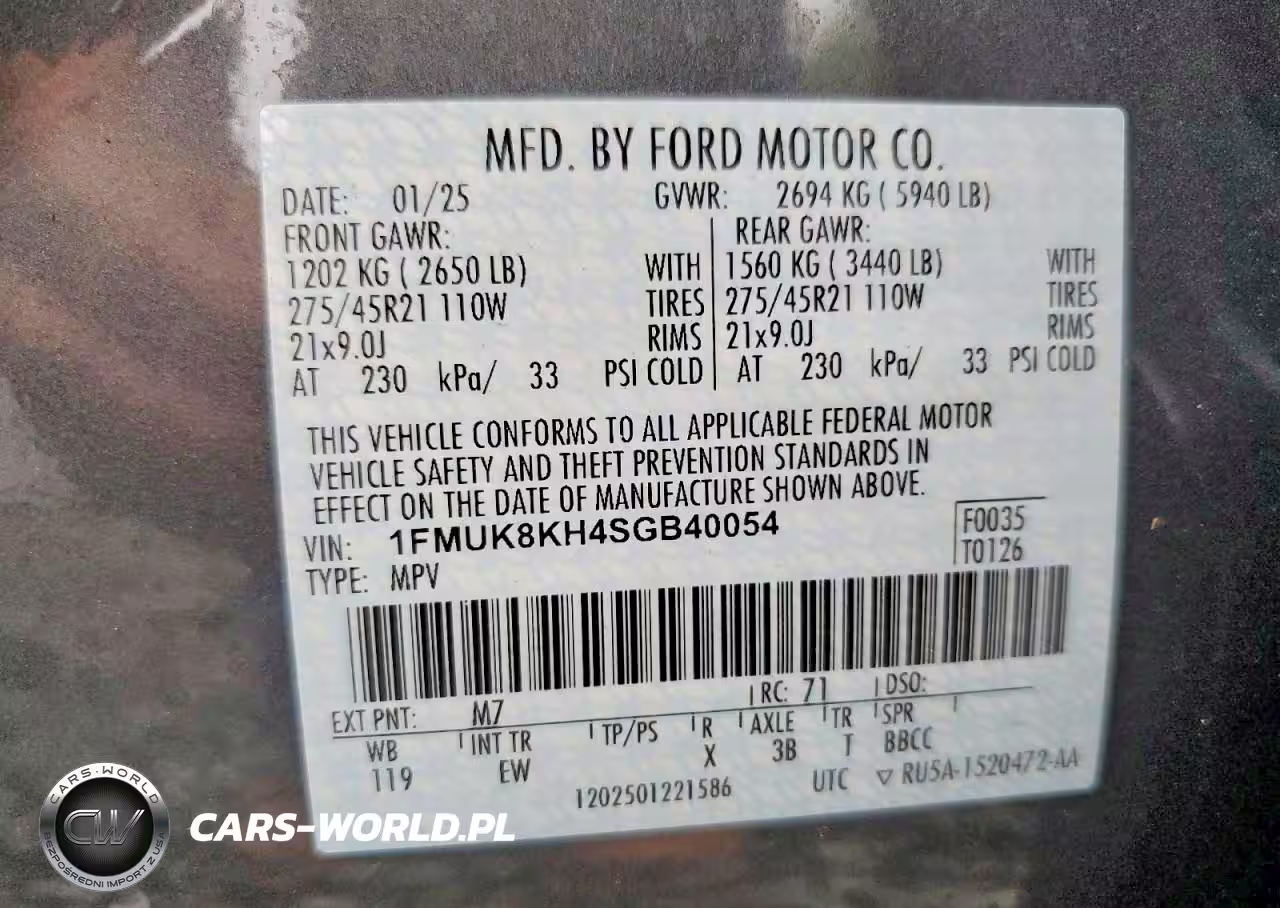 MFD. BY FORD MOTOR CO.
DATE: 01/25 GVWR: 2694 KG ( 5940 LB)
FRONT GAWR: REAR GAWR:
1202 KG ( 2650 LB) WITH 1560 KG ( 3440 LB) WITH
275/45R21 110W TIRES 275/45R21 110W TIRES
21x9.0J RIMS 21x9.0J RIMS
AT 230 kPa/ 33 PSI COLD AT 230 kPa/ 33 PSI COLD
THIS VEHICLE CONFORMS TO ALL APPLICABLE FEDERAL MOTOR
VEHICLE SAFETY AND THEFT PREVENTION STANDARDS IN
EFFECT ON THE DATE OF MANUFACTURE SHOWN ABOVE.
VIN: 1FMUK8KH4SGB40054 F0035
TYPE: MPV T0126
EXT PNT: M7 RC: 71 DSO:
WB INT TR TP/PS R AXLE TR SPR
119 EW X 3B T BBCC
1202501221586 UTC ▽ RU5A-1520472-AA
CARS-WORLD
CW
BEZPOŚREDNI IMPORT Z USA
CARS-WORLD.PL